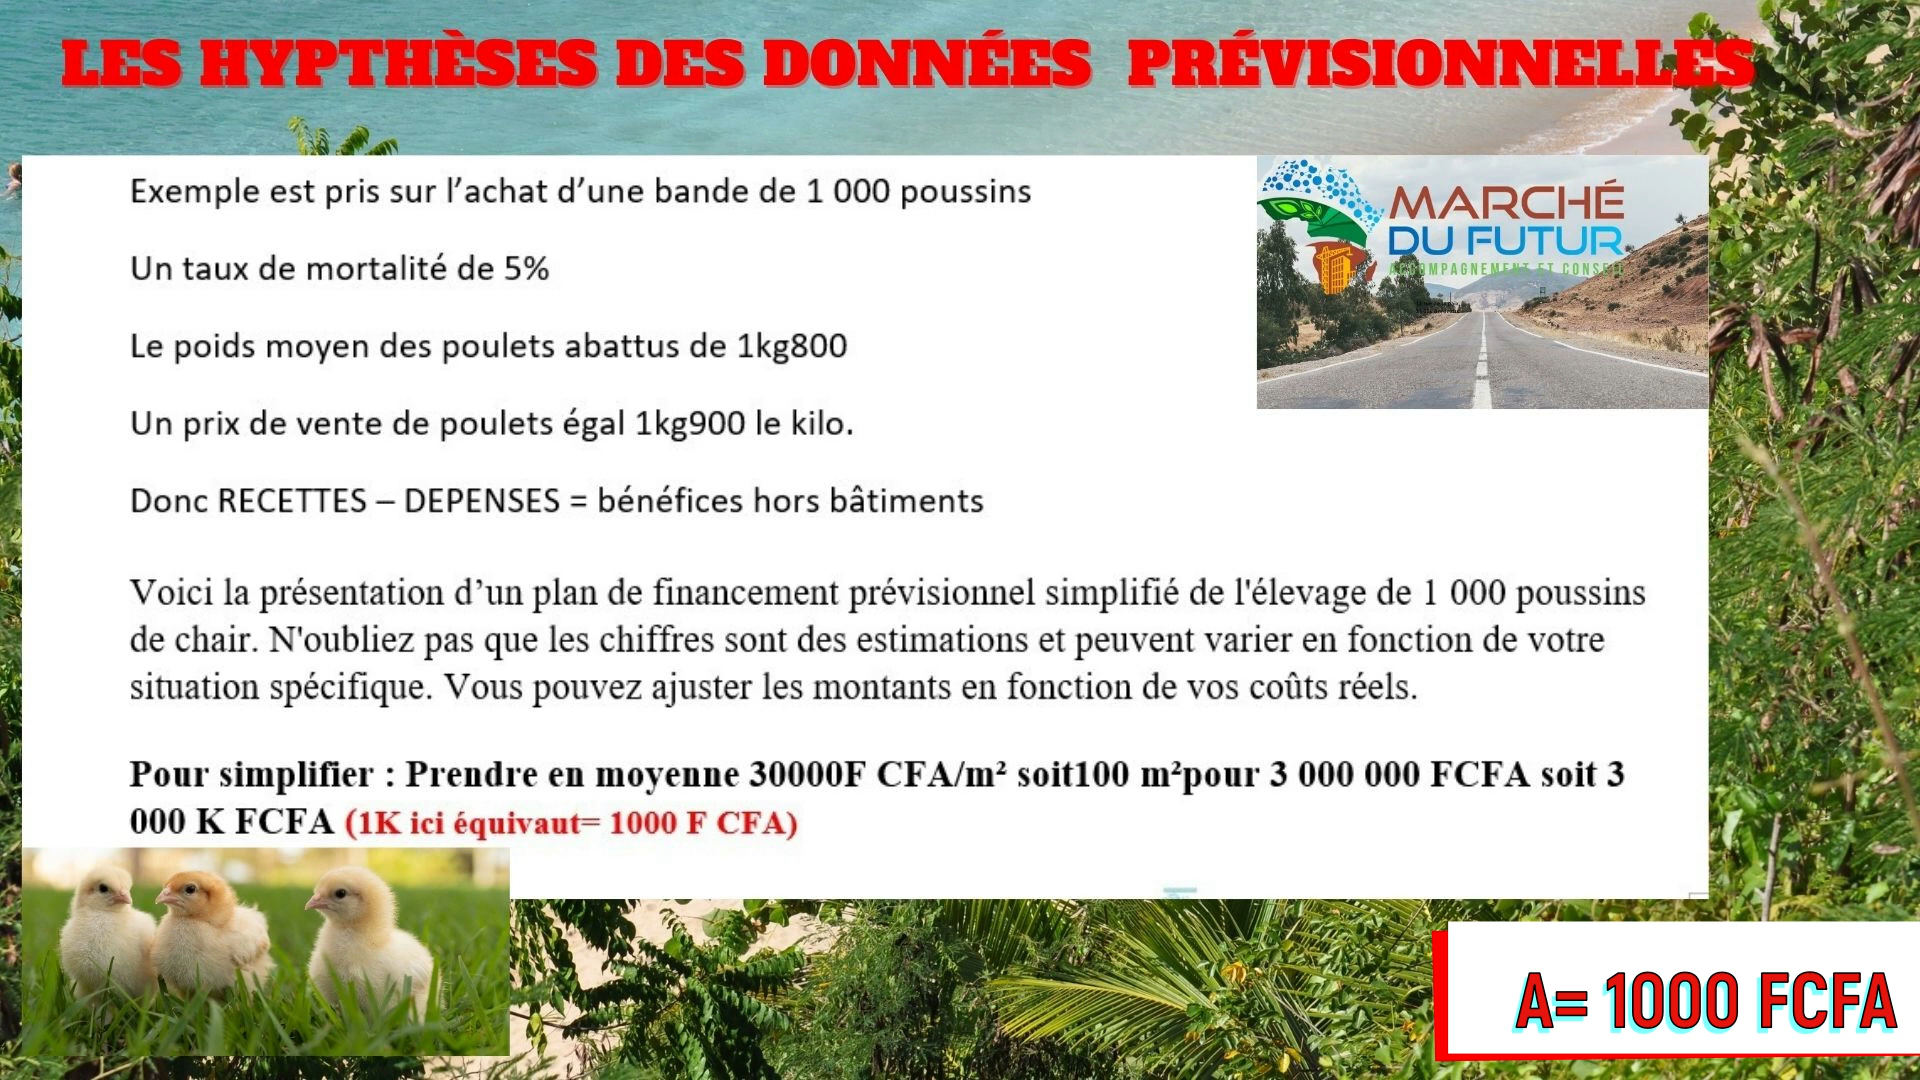 LES HYPTHÈSES DES DONNÉES PRÉVISIONNELLES
Exemple est pris sur l’achat d’une bande de 1 000 poussins
MARCHÉ
DU FUTUR
ACCOMPAGNEMENT ET CONSEIL
Un taux de mortalité de 5%
Le poids moyen des poulets abattus de 1kg800
Un prix de vente de poulets égal 1kg900 le kilo.
Donc RECETTES – DEPENSES = bénéfices hors bâtiments
Voici la présentation d’un plan de financement prévisionnel simplifié de l'élevage de 1 000 poussins
de chair. N'oubliez pas que les chiffres sont des estimations et peuvent varier en fonction de votre
situation spécifique. Vous pouvez ajuster les montants en fonction de vos coûts réels.
Pour simplifier : Prendre en moyenne 30000F CFA/m² soit100 m²pour 3 000 000 FCFA soit 3
000 K FCFA (1K ici équivaut= 1000 F CFA)
A= 1000 FCFA